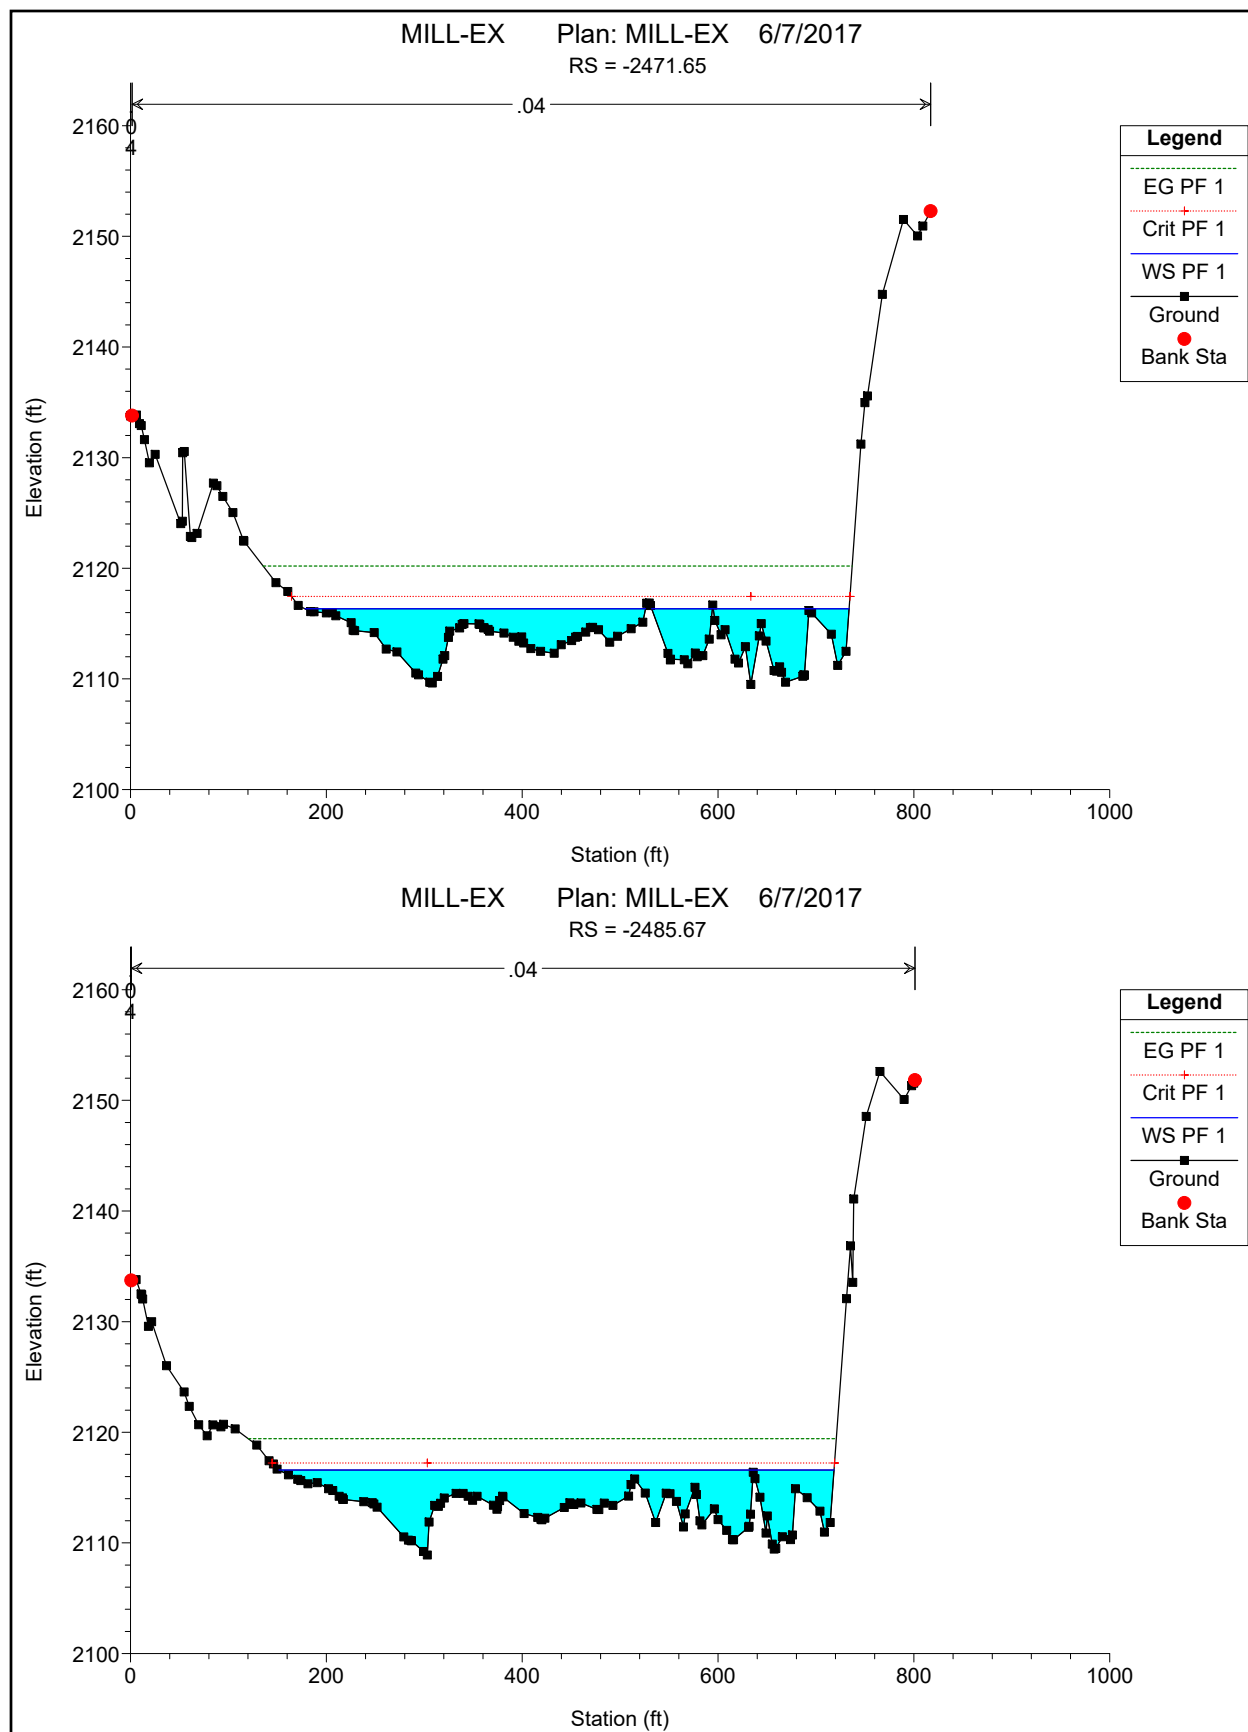 MILL-EX Plan: MILL-EX 6/7/2017
RS = -2471.65
.04
.04
Elevation (ft)
2160
2150
2140
2130
2120
2110
2100
0 200 400 600 800 1000
Station (ft)
Legend
EG PF 1
Crit PF 1
WS PF 1
Ground
Bank Sta
MILL-EX Plan: MILL-EX 6/7/2017
RS = -2485.67
.04
.04
Elevation (ft)
2160
2150
2140
2130
2120
2110
2100
0 200 400 600 800 1000
Station (ft)
Legend
EG PF 1
Crit PF 1
WS PF 1
Ground
Bank Sta